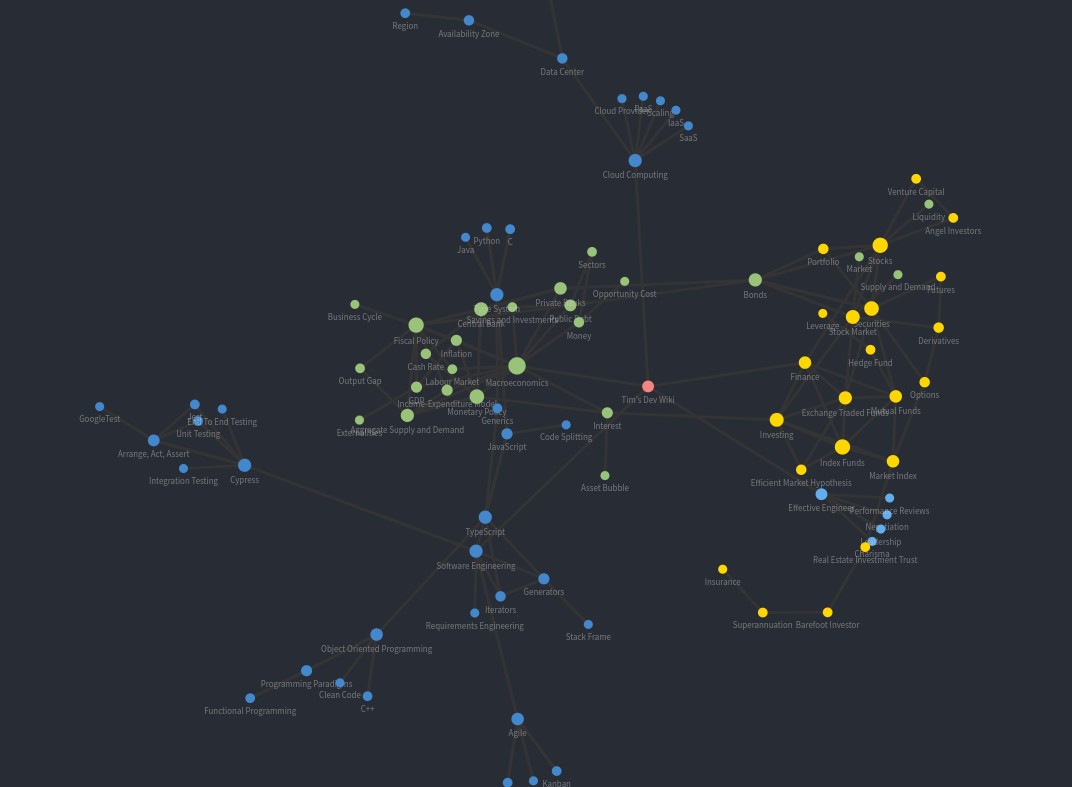 Region
Availability Zone
Data Center
Cloud Provider
PaaS
Scaling
IaaS
SaaS
Cloud Computing
Venture Capital
Liquidity
Angel Investors
Java
Python
C
Sectors
Portfolio
Stocks
Market
Opportunity Cost
Bonds
Supply and Demand
Futures
Private Banks
Business Cycle
Central Bank
Savings and Investments
Public Debt
Money
Leverage
Securities
Stock Market
Fiscal Policy
Inflation
Derivatives
Cash Rate
Hedge Fund
Output Gap
Labour Market
Macroeconomics
Finance
Tim's Dev Wiki
Options
GDP
Income-Expenditure Model
Monetary Policy
Exchange Traded Funds
Mutual Funds
GoogleTest
Jest
End To End Testing
Unit Testing
Externalities
Aggregate Supply and Demand
Generics
Interest
Code Splitting
Investing
JavaScript
Arrange, Act, Assert
Index Funds
Integration Testing
Cypress
Asset Bubble
Efficient Market Hypothesis
Market Index
Effective Engineer
Performance Reviews
Negotiation
TypeScript
Leadership
Charisma
Real Estate Investment Trust
Software Engineering
Insurance
Generators
Iterators
Requirements Engineering
Superannuation
Barefoot Investor
Stack Frame
Object Oriented Programming
Programming Paradigms
Clean Code
C++
Functional Programming
Agile
Kanban